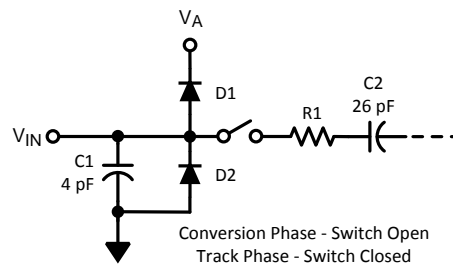 VA
D1
C2
26 pF
R1
VIN
C1
4 pF
D2
Conversion Phase - Switch Open
Track Phase - Switch Closed